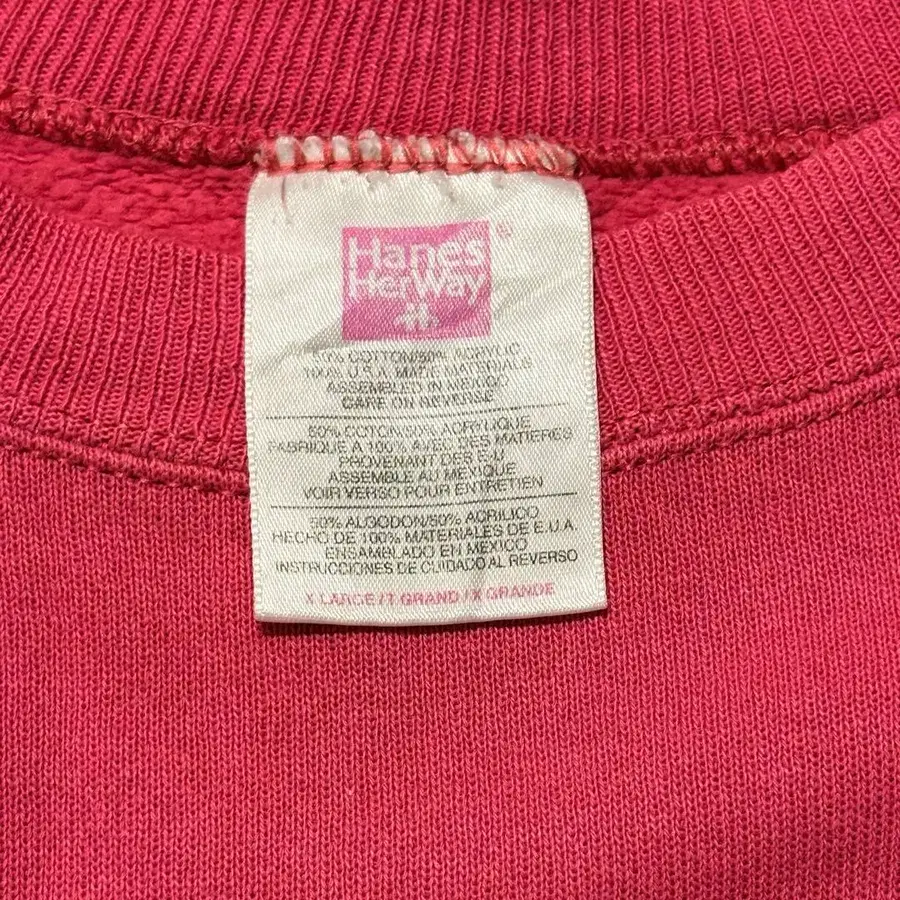 Hanes
HerWay
®
50% COTTON/50% ACRYLIC
100% U.S.A. MADE MATERIALS
ASSEMBLED IN MEXICO
CARE ON REVERSE
50% COTON/50% ACRYLIQUE
FABRIQUE A 100% AVEC DES MATIERES
PROVENANT DES E-U
ASSEMBLE AU MEXIQUE
VOIR VERSO POUR ENTRETIEN
50% ALGODON/50% ACRILICO
HECHO DE 100% MATERIALES DE E.U.A.
ENSAMBLADO EN MEXICO
INSTRUCCIONES DE CUIDADO AL REVERSO
X LARGE/T.GRAND/X GRANDE